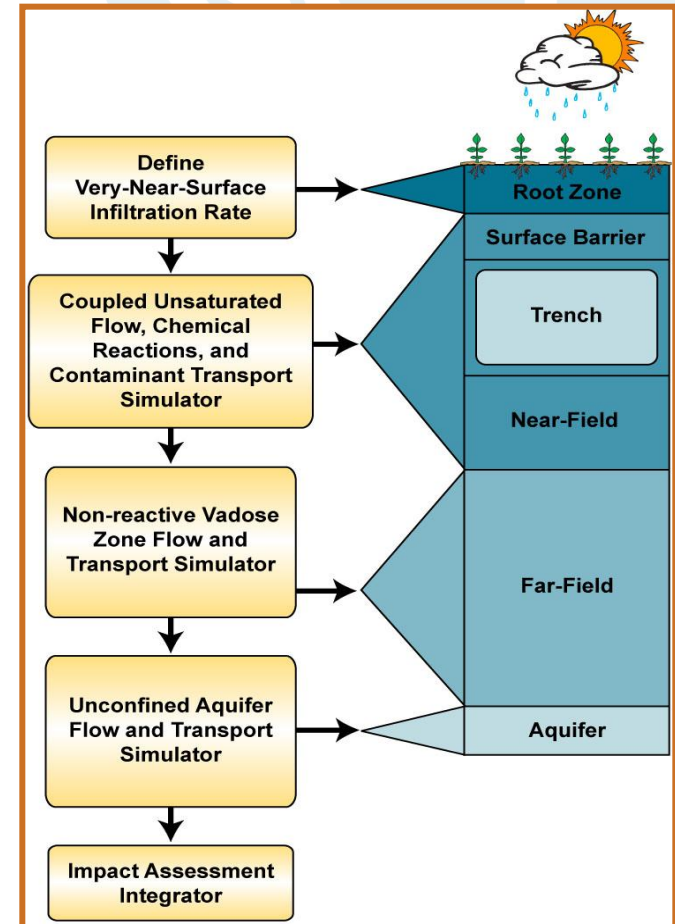 Define
Very-Near-Surface
Infiltration Rate
Coupled Unsaturated
Flow, Chemical
Reactions, and
Contaminant Transport
Simulator
Non-reactive Vadose
Zone Flow and
Transport Simulator
Unconfined Aquifer
Flow and Transport
Simulator
Impact Assessment
Integrator
Root Zone
Surface Barrier
Trench
Near-Field
Far-Field
Aquifer